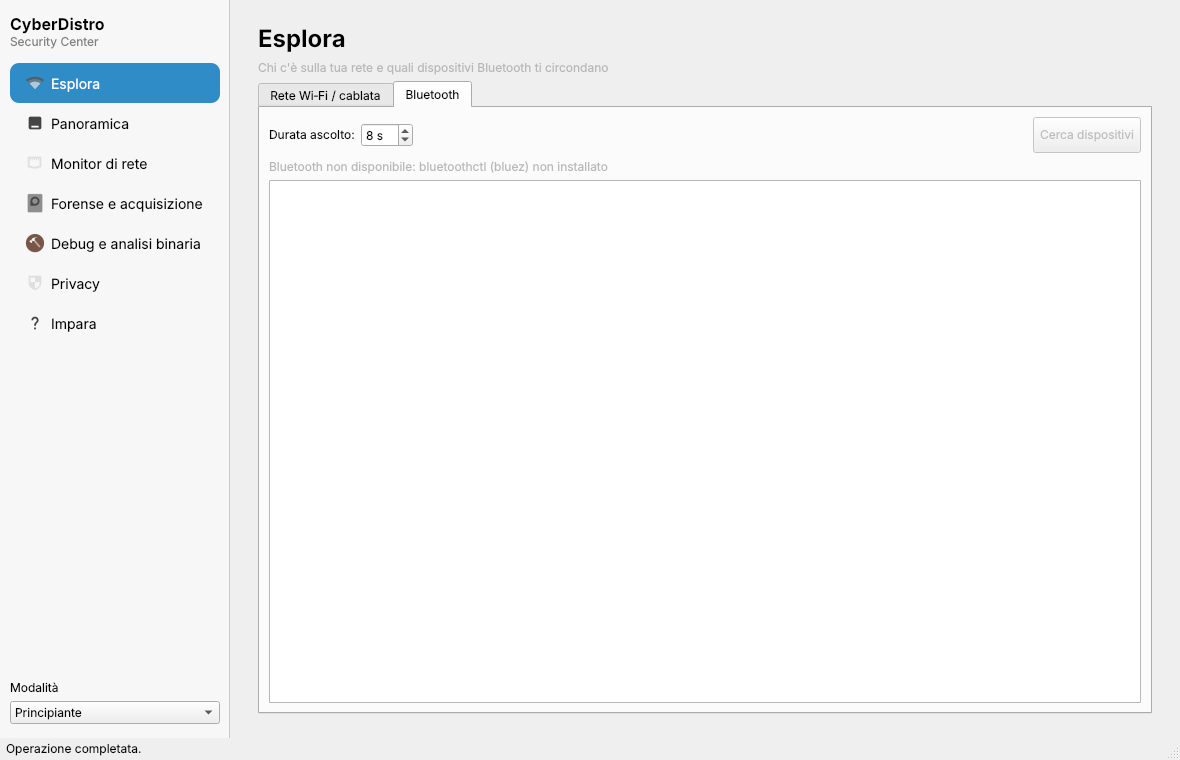 CyberDistro
Security Center
Esplora
Panoramica
Monitor di rete
Forense e acquisizione
Debug e analisi binaria
Privacy
? Impara
Modalità
Principiante
Operazione completata.
Esplora
Chi c'è sulla tua rete e quali dispositivi Bluetooth ti circondano
Rete Wi-Fi / cablata
Bluetooth
Durata ascolto: 8 s
Cerca dispositivi
Bluetooth non disponibile: bluetoothctl (bluez) non installato